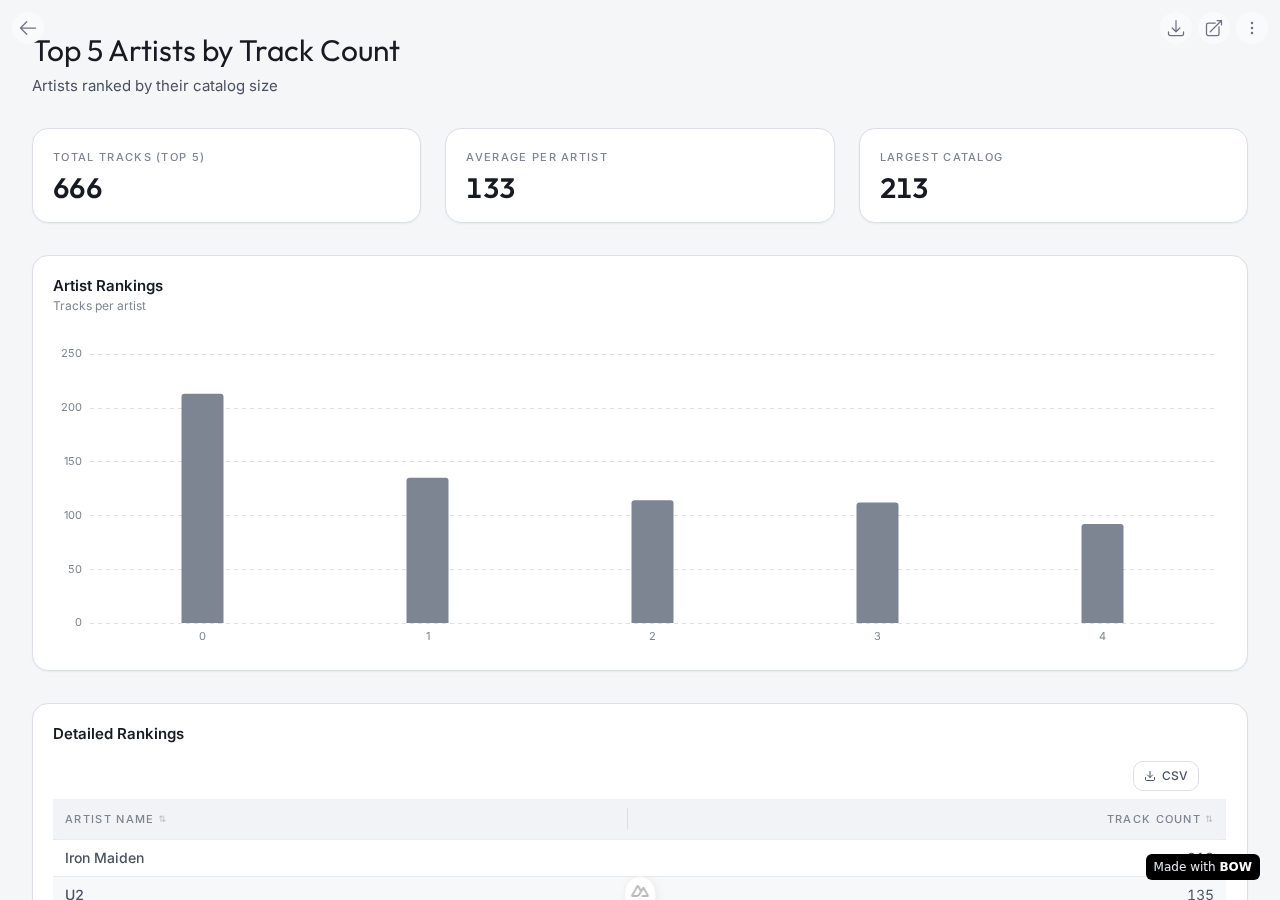 Top 5 Artists by Track Count
Artists ranked by their catalog size
TOTAL TRACKS (TOP 5)
666
AVERAGE PER ARTIST
133
LARGEST CATALOG
213
Artist Rankings
Tracks per artist
250
200
150
100
50
0
0 1 2 3 4
Detailed Rankings
CSV
ARTIST NAME TRACK COUNT
Iron Maiden
Made with BOW
U2 135